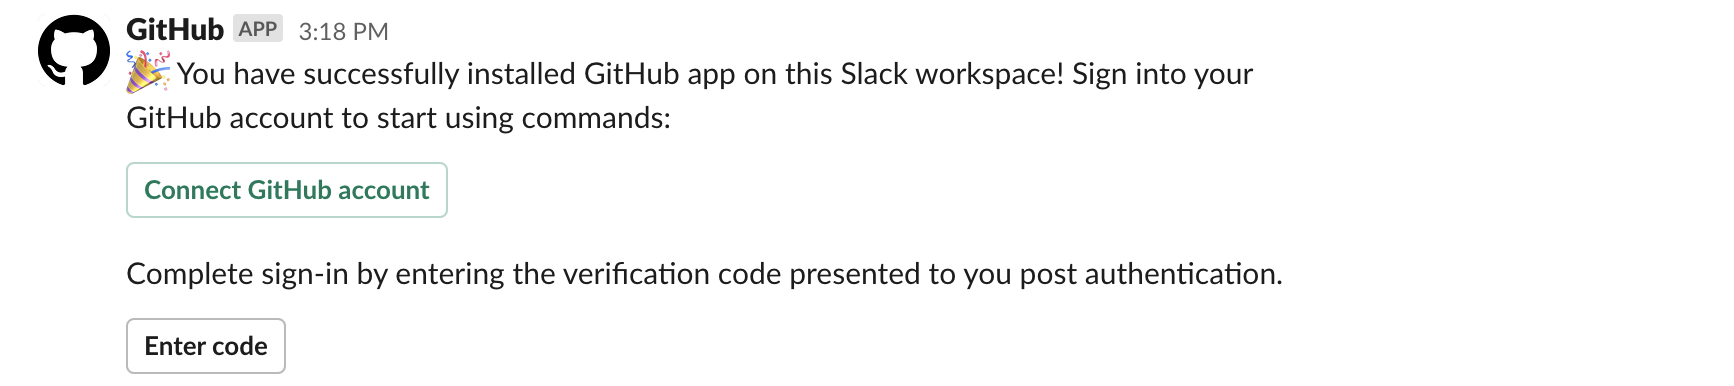 GitHub APP 3:18 PM
🎉 You have successfully installed GitHub app on this Slack workspace! Sign into your
GitHub account to start using commands:
Connect GitHub account
Complete sign-in by entering the verification code presented to you post authentication.
Enter code